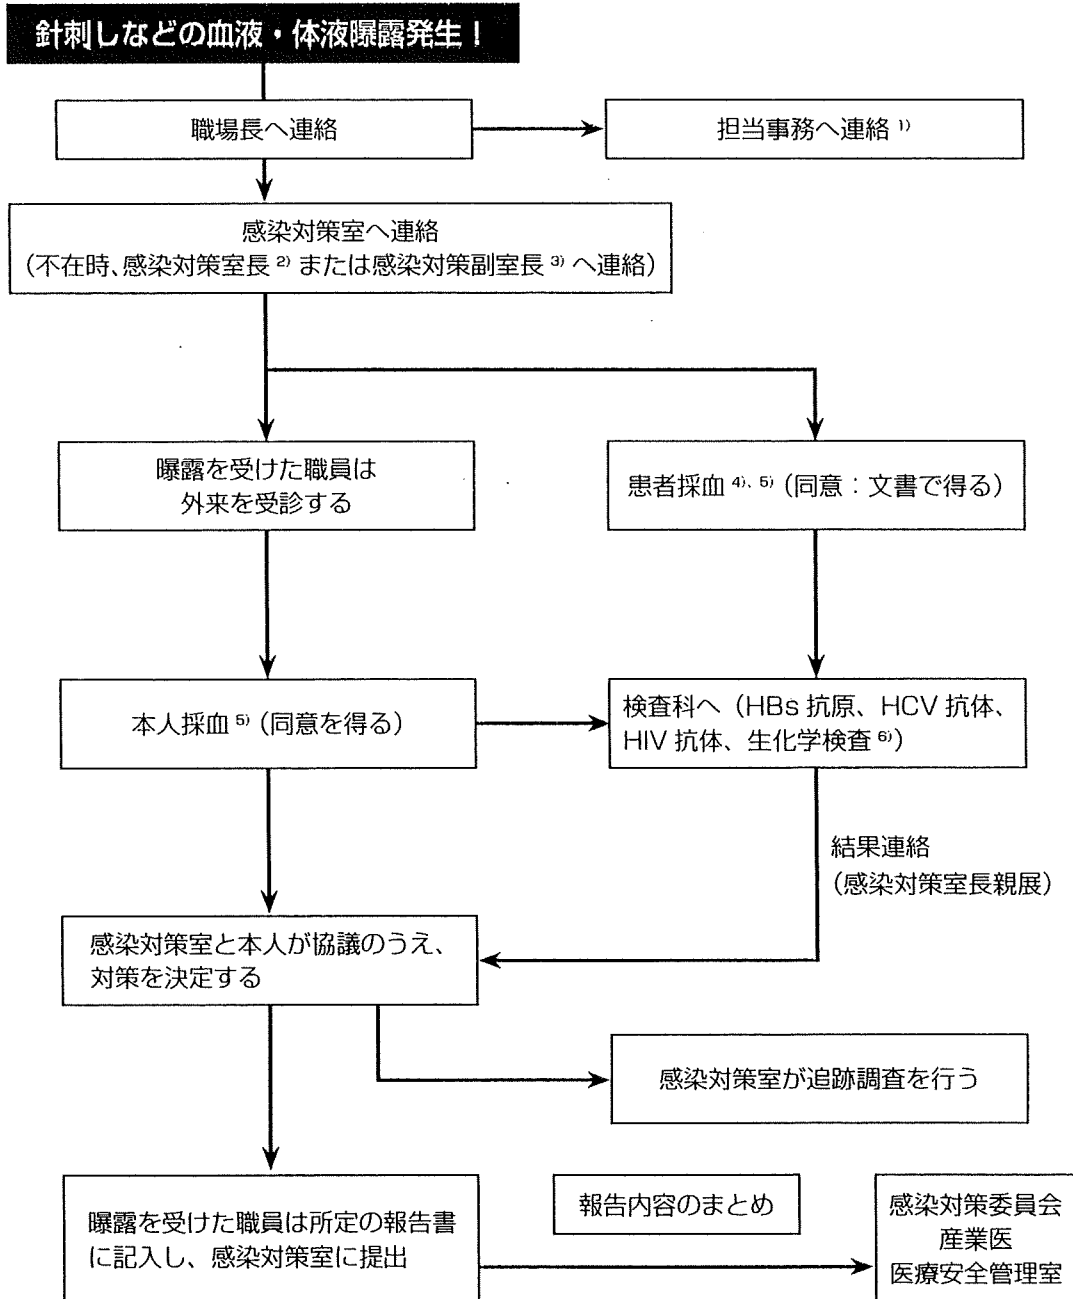 針刺しなどの血液・体液曝露発生！
職場長へ連絡
担当事務へ連絡 1)
感染対策室へ連絡
（不在時、感染対策室長 2) または感染対策副室長 3) へ連絡）
曝露を受けた職員は
外来を受診する
患者採血 4)、5)（同意：文書で得る）
本人採血 5)（同意を得る）
検査科へ（HBs 抗原、HCV 抗体、
HIV 抗体、生化学検査 6)）
結果連絡
（感染対策室長親展）
感染対策室と本人が協議のうえ、
対策を決定する
感染対策室が追跡調査を行う
曝露を受けた職員は所定の報告書
に記入し、感染対策室に提出
報告内容のまとめ
感染対策委員会
産業医
医療安全管理室